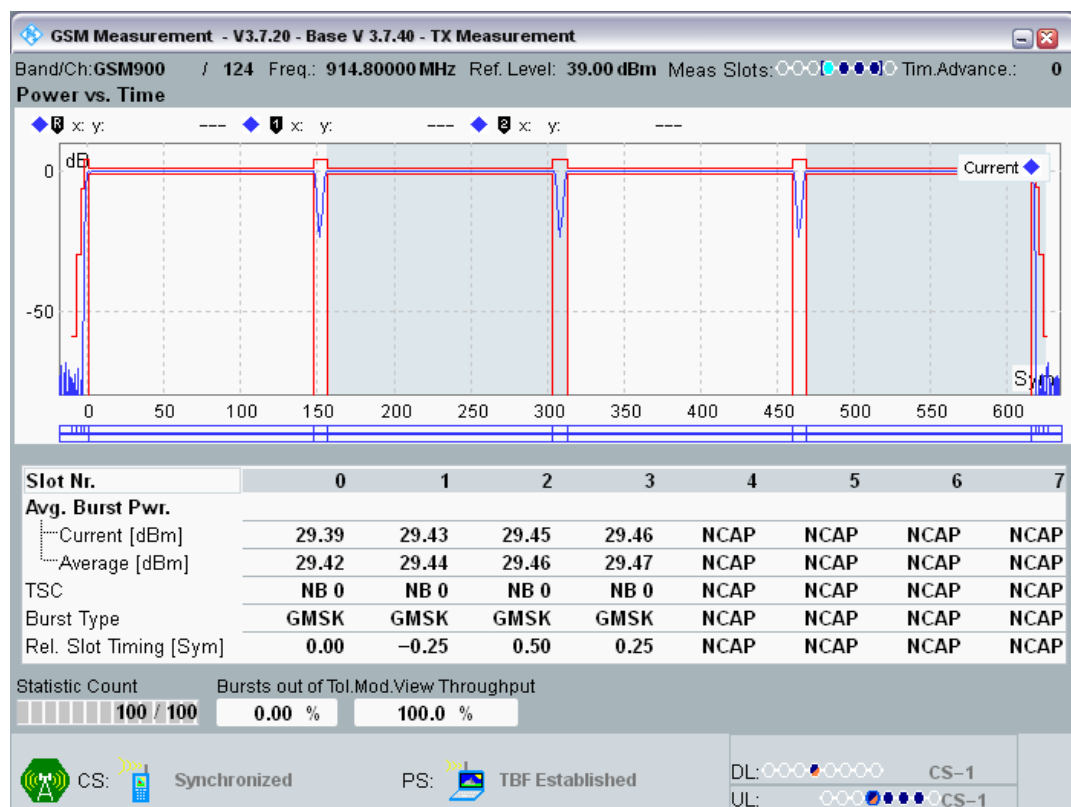 GSM Measurement - V3.7.20 - Base V 3.7.40 - TX Measurement
Band/Ch:GSM900 / 124 Freq.: 914.80000 MHz Ref. Level: 39.00 dBm Meas Slots: Tim.Advance.: 0
Power vs. Time
R x: y: --- 1 x: y: --- 2 x: y: ---
dB
0
Current
-50
Sym
0 50 100 150 200 250 300 350 400 450 500 550 600
Slot Nr. 0 1 2 3 4 5 6 7
Avg. Burst Pwr.
Current [dBm] 29.39 29.43 29.45 29.46 NCAP NCAP NCAP NCAP
Average [dBm] 29.42 29.44 29.46 29.47 NCAP NCAP NCAP NCAP
TSC NB 0 NB 0 NB 0 NB 0 NCAP NCAP NCAP NCAP
Burst Type GMSK GMSK GMSK GMSK NCAP NCAP NCAP NCAP
Rel. Slot Timing [Sym] 0.00 −0.25 0.50 0.25 NCAP NCAP NCAP NCAP
Statistic Count Bursts out of Tol.Mod.View Throughput
100 / 100 0.00 % 100.0 %
CS: Synchronized PS: TBF Established
DL: CS−1
UL: CS−1